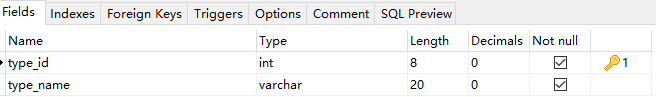 Fields Indexes Foreign Keys Triggers Options Comment SQL Preview
Name Type Length Decimals Not null
type_id int 8 0 1
type_name varchar 20 0